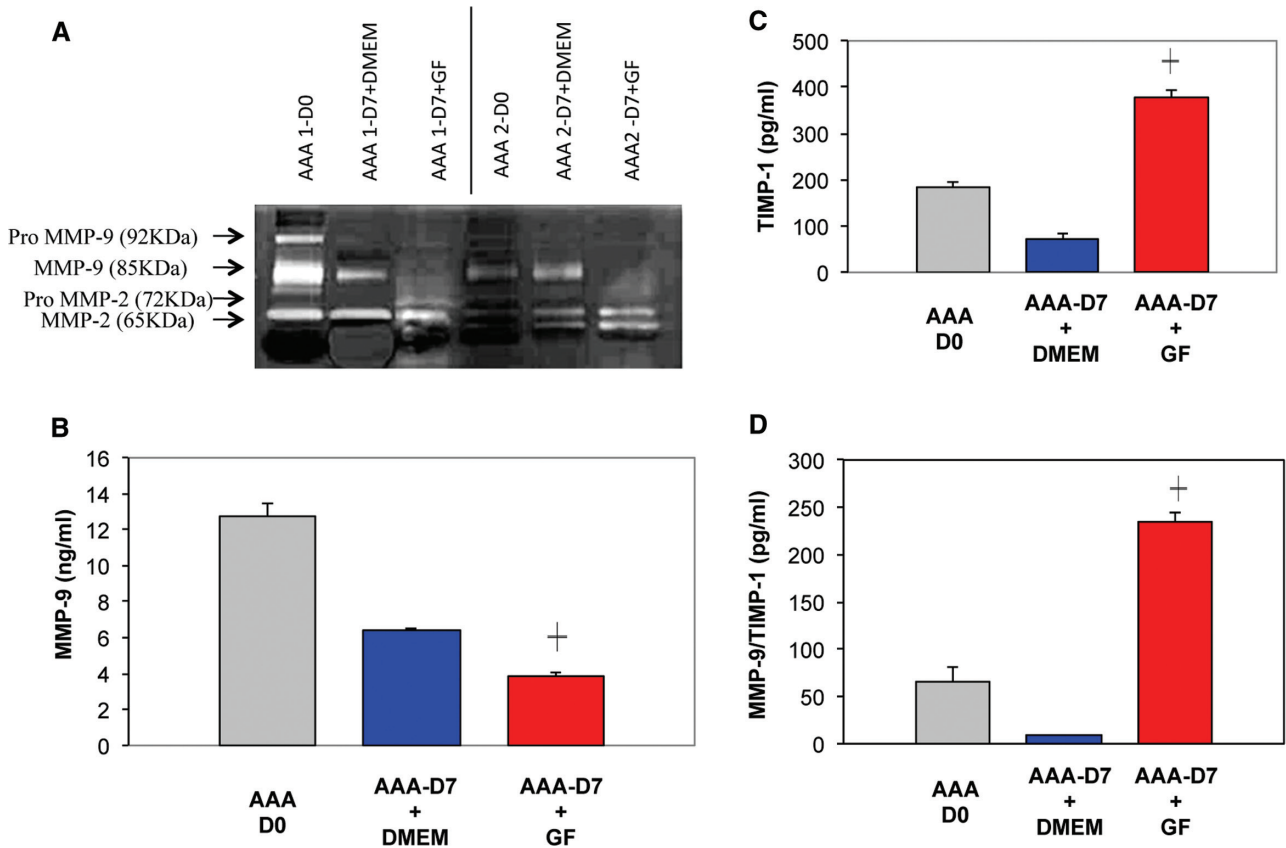 A
AAA 1-D0
AAA 1-D7+DMEM
AAA 1-D7+GF
AAA 2-D0
AAA 2-D7+DMEM
AAA2 -D7+GF
Pro MMP-9 (92KDa)
MMP-9 (85KDa)
Pro MMP-2 (72KDa)
MMP-2 (65KDa)
B
MMP-9 (ng/ml)
16
14
12
10
8
6
4
2
0
+
AAA
D0
AAA-D7
+
DMEM
AAA-D7
+
GF
C
TIMP-1 (pg/ml)
500
400
300
200
100
0
+
AAA
D0
AAA-D7
+
DMEM
AAA-D7
+
GF
D
MMP-9/TIMP-1 (pg/ml)
300
250
200
150
100
50
0
+
AAA
D0
AAA-D7
+
DMEM
AAA-D7
+
GF